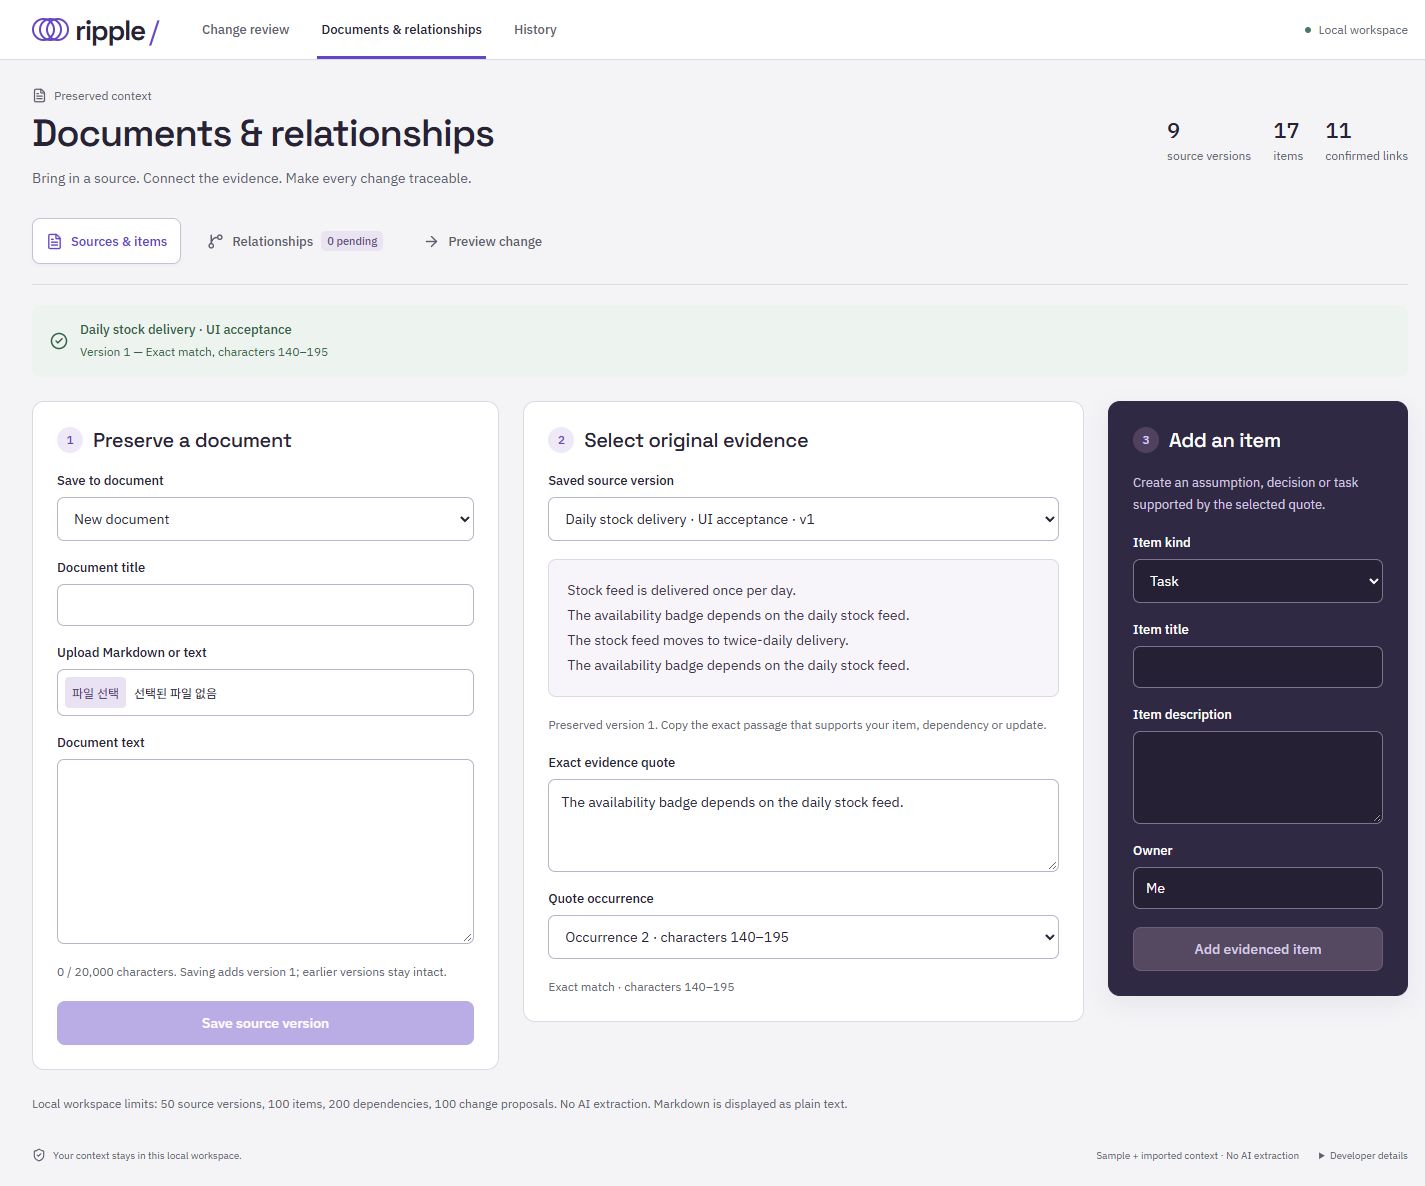 ripple/
Change review
Documents & relationships
History
Local workspace
Preserved context
Documents & relationships
Bring in a source. Connect the evidence. Make every change traceable.
9
source versions
17
items
11
confirmed links
Sources & items
Relationships
0 pending
Preview change
Daily stock delivery · UI acceptance
Version 1 — Exact match, characters 140–195
1
Preserve a document
Save to document
New document
Document title
Upload Markdown or text
파일 선택
선택된 파일 없음
Document text
0 / 20,000 characters. Saving adds version 1; earlier versions stay intact.
Save source version
2
Select original evidence
Saved source version
Daily stock delivery · UI acceptance · v1
Stock feed is delivered once per day.
The availability badge depends on the daily stock feed.
The stock feed moves to twice-daily delivery.
The availability badge depends on the daily stock feed.
Preserved version 1. Copy the exact passage that supports your item, dependency or update.
Exact evidence quote
The availability badge depends on the daily stock feed.
Quote occurrence
Occurrence 2 · characters 140–195
Exact match · characters 140–195
3
Add an item
Create an assumption, decision or task
supported by the selected quote.
Item kind
Task
Item title
Item description
Owner
Me
Add evidenced item
Local workspace limits: 50 source versions, 100 items, 200 dependencies, 100 change proposals. No AI extraction. Markdown is displayed as plain text.
Your context stays in this local workspace.
Sample + imported context · No AI extraction
Developer details